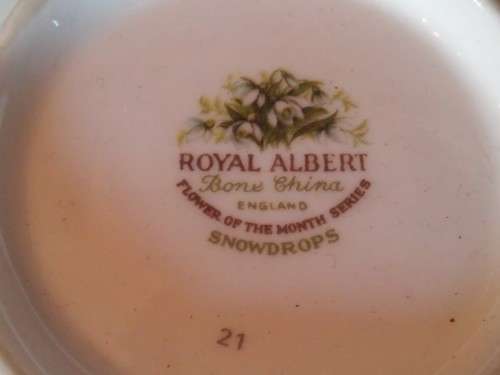 ROYAL ALBERT
Bone China
ENGLAND
FLOWER OF THE MONTH SERIES
SNOWDROPS
21